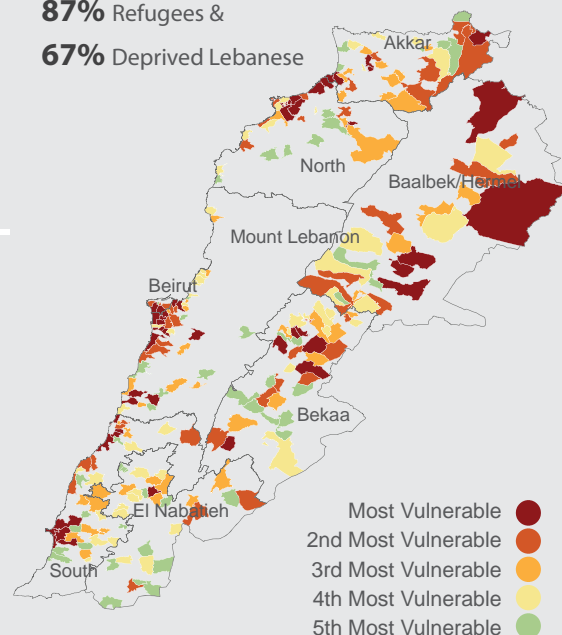 87% Refugees &
67% Deprived Lebanese
Akkar
North
Baalbek/Hermel
Mount Lebanon
Beirut
Bekaa
El Nabatieh
South
Most Vulnerable
2nd Most Vulnerable
3rd Most Vulnerable
4th Most Vulnerable
5th Most Vulnerable